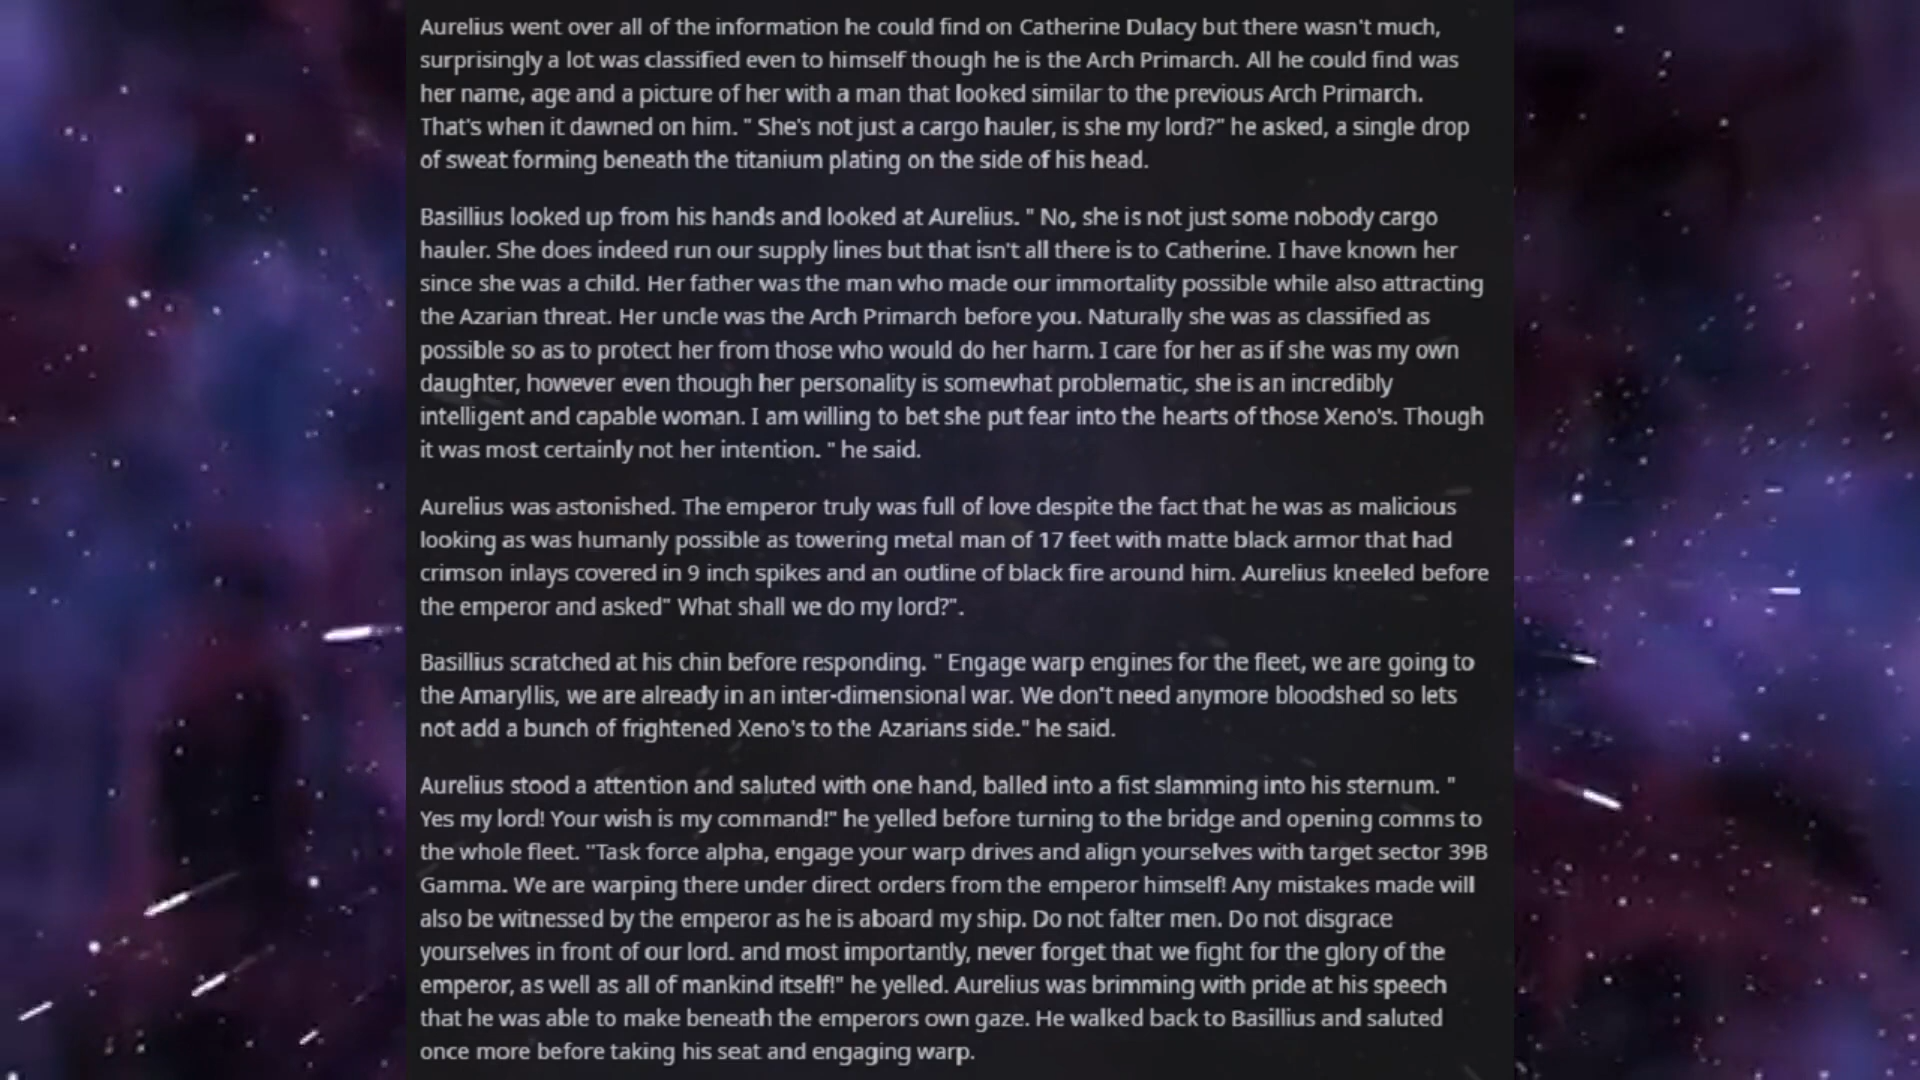 Aurelius went over all of the information he could find on Catherine Dulacy but there wasn't much,
surprisingly a lot was classified even to himself though he is the Arch Primarch. All he could find was
her name, age and a picture of her with a man that looked similar to the previous Arch Primarch.
That's when it dawned on him. " She's not just a cargo hauler, is she my lord?" he asked, a single drop
of sweat forming beneath the titanium plating on the side of his head.
Basillius looked up from his hands and looked at Aurelius. " No, she is not just some nobody cargo
hauler. She does indeed run our supply lines but that isn't all there is to Catherine. I have known her
since she was a child. Her father was the man who made our immortality possible while also attracting
the Azarian threat. Her uncle was the Arch Primarch before you. Naturally she was as classified as
possible so as to protect her from those who would do her harm. I care for her as if she was my own
daughter, however even though her personality is somewhat problematic, she is an incredibly
intelligent and capable woman. I am willing to bet she put fear into the hearts of those Xeno's. Though
it was most certainly not her intention. " he said.
Aurelius was astonished. The emperor truly was full of love despite the fact that he was as malicious
looking as was humanly possible as towering metal man of 17 feet with matte black armor that had
crimson inlays covered in 9 inch spikes and an outline of black fire around him. Aurelius kneeled before
the emperor and asked" What shall we do my lord?".
Basillius scratched at his chin before responding. " Engage warp engines for the fleet, we are going to
the Amaryllis, we are already in an inter-dimensional war. We don't need anymore bloodshed so lets
not add a bunch of frightened Xeno's to the Azarians side." he said.
Aurelius stood a attention and saluted with one hand, balled into a fist slamming into his sternum. "
Yes my lord! Your wish is my command!" he yelled before turning to the bridge and opening comms to
the whole fleet. "Task force alpha, engage your warp drives and align yourselves with target sector 39B
Gamma. We are warping there under direct orders from the emperor himself! Any mistakes made will
also be witnessed by the emperor as he is aboard my ship. Do not falter men. Do not disgrace
yourselves in front of our lord. and most importantly, never forget that we fight for the glory of the
emperor, as well as all of mankind itself!" he yelled. Aurelius was brimming with pride at his speech
that he was able to make beneath the emperors own gaze. He walked back to Basillius and saluted
once more before taking his seat and engaging warp.